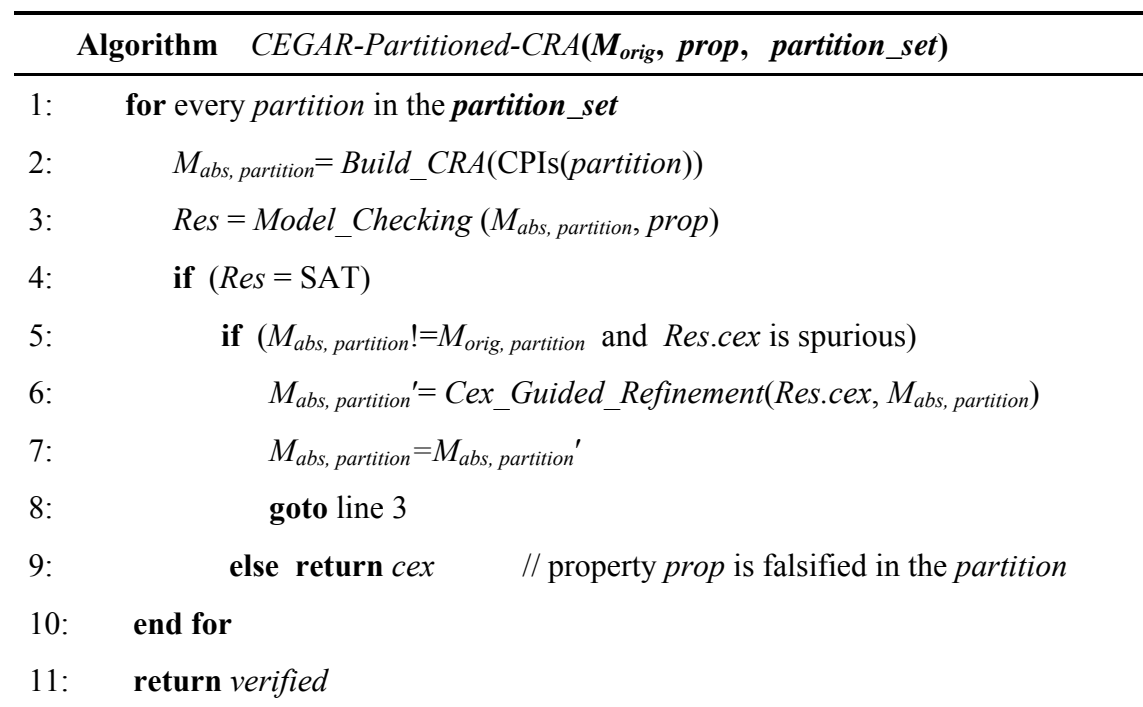 Algorithm CEGAR-Partitioned-CRA(M_orig, prop, partition_set)
1: for every partition in the partition_set
2: M_abs, partition= Build_CRA(CPIs(partition))
3: Res = Model_Checking (M_abs, partition, prop)
4: if (Res = SAT)
5: if (M_abs, partition!=M_orig, partition and Res.cex is spurious)
6: M_abs, partition′= Cex_Guided_Refinement(Res.cex, M_abs, partition)
7: M_abs, partition=M_abs, partition′
8: goto line 3
9: else return cex // property prop is falsified in the partition
10: end for
11: return verified